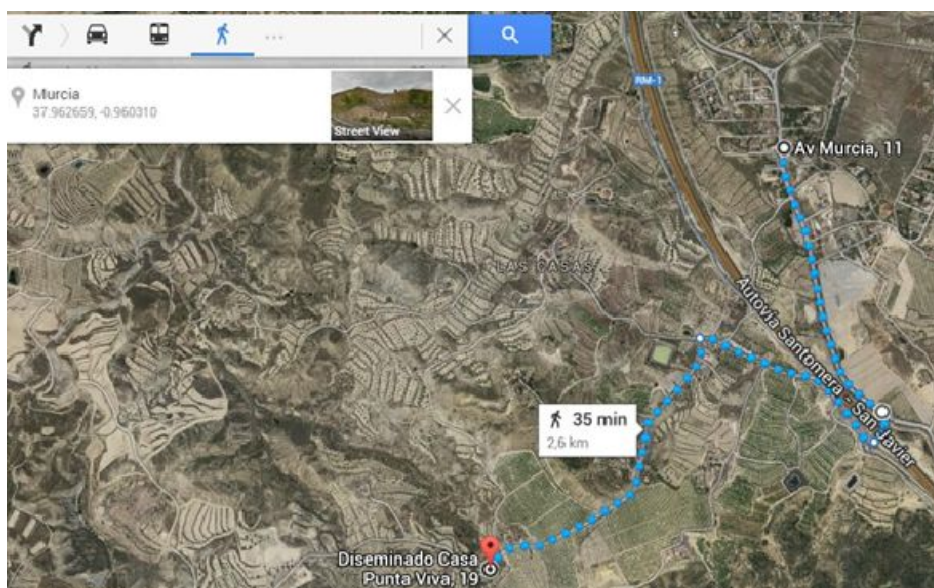 Murcia
37.962659, -0.960310
Street View
RM-1
Av Murcia, 11
LAS CASAS
Autovía Santomera - San Javier
35 min
2,6 km
Diseminado Casa
Punta Viva, 19